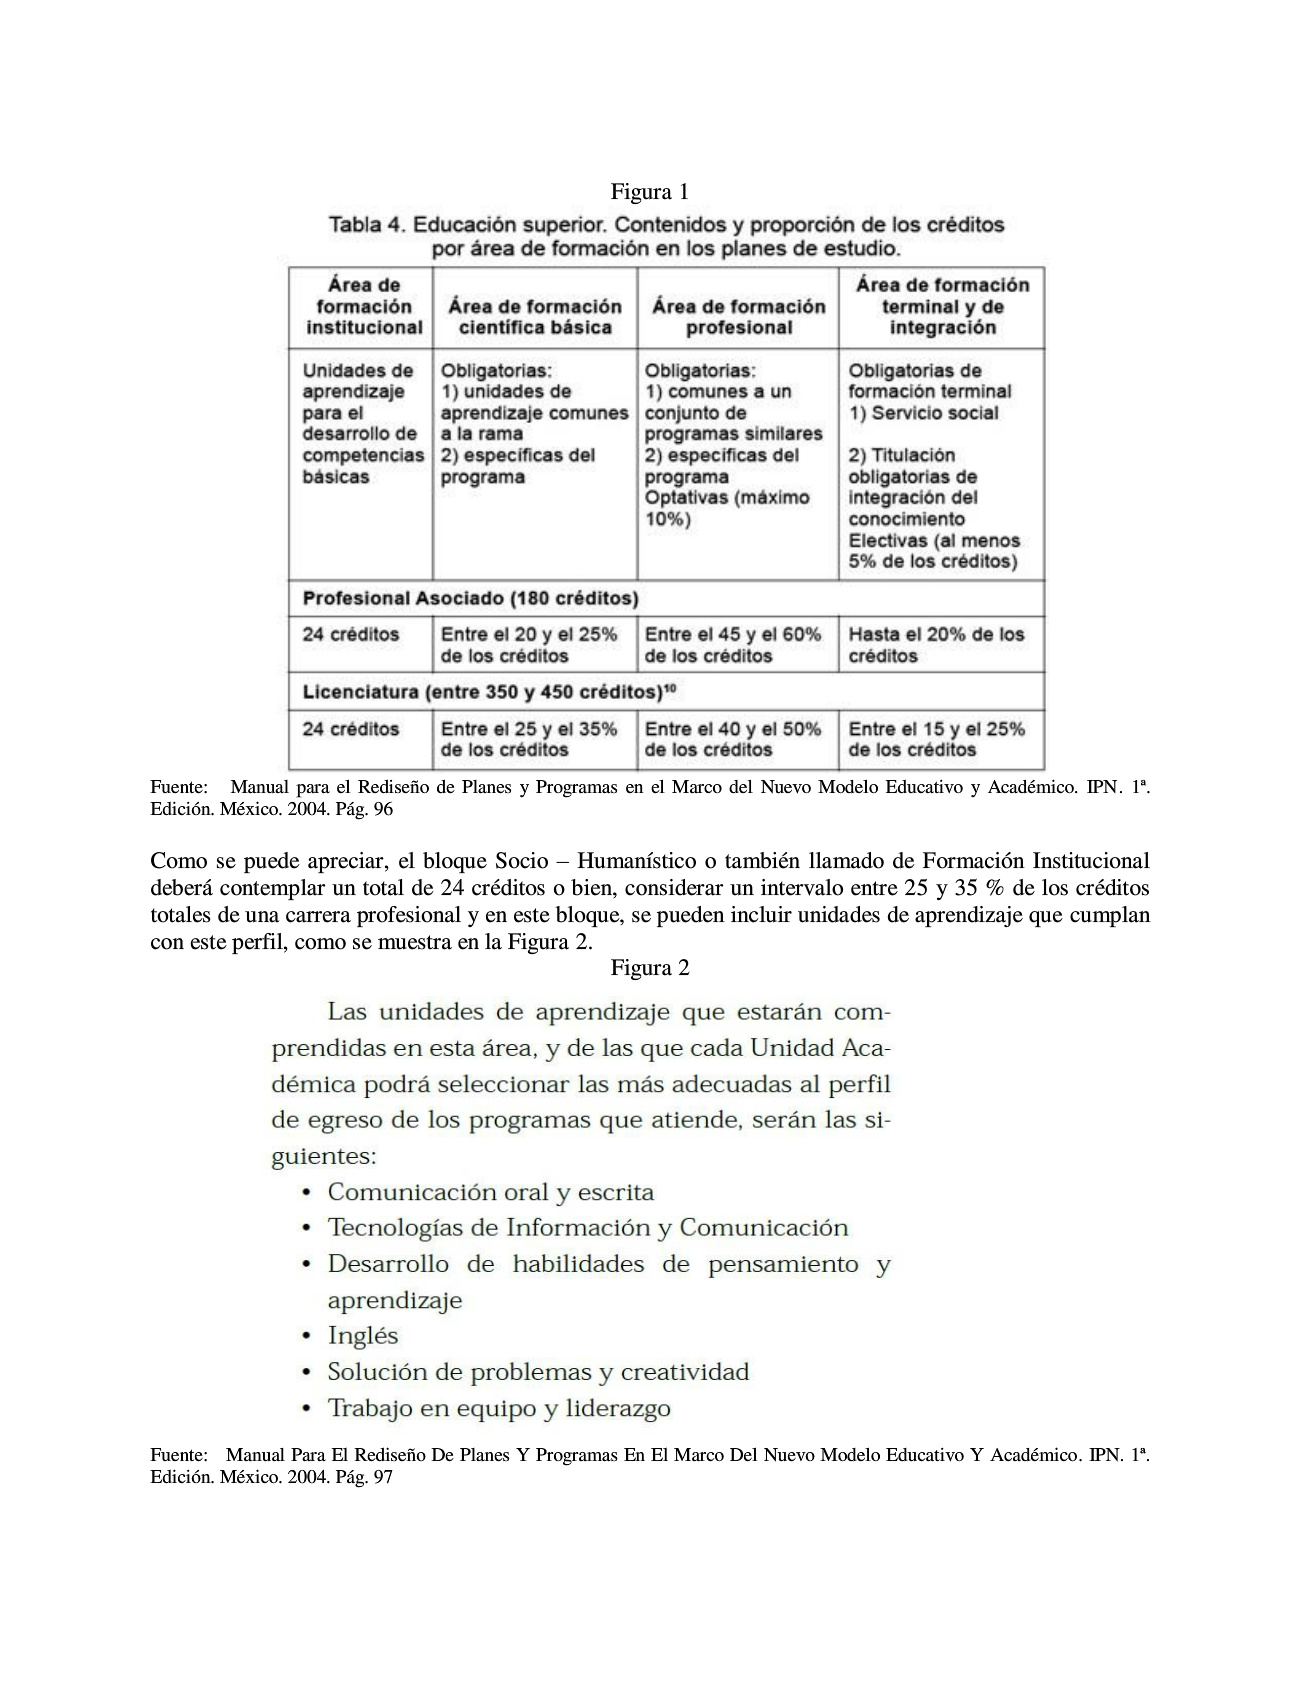 Figura 1
Tabla 4. Educación superior. Contenidos y proporción de los créditos
por área de formación en los planes de estudio.
Área de
formación
institucional
Área de formación
científica básica
Área de formación
profesional
Área de formación
terminal y de
integración
Unidades de
aprendizaje
para el
desarrollo de
competencias
básicas
Obligatorias:
1) unidades de
aprendizaje comunes
a la rama
2) específicas del
programa
Obligatorias:
1) comunes a un
conjunto de
programas similares
2) específicas del
programa
Optativas (máximo
10%)
Obligatorias de
formación terminal
1) Servicio social
2) Titulación
obligatorias de
integración del
conocimiento
Electivas (al menos
5% de los créditos)
Profesional Asociado (180 créditos)
24 créditos
Entre el 20 y el 25%
de los créditos
Entre el 45 y el 60%
de los créditos
Hasta el 20% de los
créditos
Licenciatura (entre 350 y 450 créditos)¹⁰
24 créditos
Entre el 25 y el 35%
de los créditos
Entre el 40 y el 50%
de los créditos
Entre el 15 y el 25%
de los créditos
Fuente: Manual para el Rediseño de Planes y Programas en el Marco del Nuevo Modelo Educativo y Académico. IPN. 1ª.
Edición. México. 2004. Pág. 96
Como se puede apreciar, el bloque Socio – Humanístico o también llamado de Formación Institucional
deberá contemplar un total de 24 créditos o bien, considerar un intervalo entre 25 y 35 % de los créditos
totales de una carrera profesional y en este bloque, se pueden incluir unidades de aprendizaje que cumplan
con este perfil, como se muestra en la Figura 2.
Figura 2
Las unidades de aprendizaje que estarán com-
prendidas en esta área, y de las que cada Unidad Aca-
démica podrá seleccionar las más adecuadas al perfil
de egreso de los programas que atiende, serán las si-
guientes:
• Comunicación oral y escrita
• Tecnologías de Información y Comunicación
• Desarrollo de habilidades de pensamiento y
aprendizaje
• Inglés
• Solución de problemas y creatividad
• Trabajo en equipo y liderazgo
Fuente: Manual Para El Rediseño De Planes Y Programas En El Marco Del Nuevo Modelo Educativo Y Académico. IPN. 1ª.
Edición. México. 2004. Pág. 97